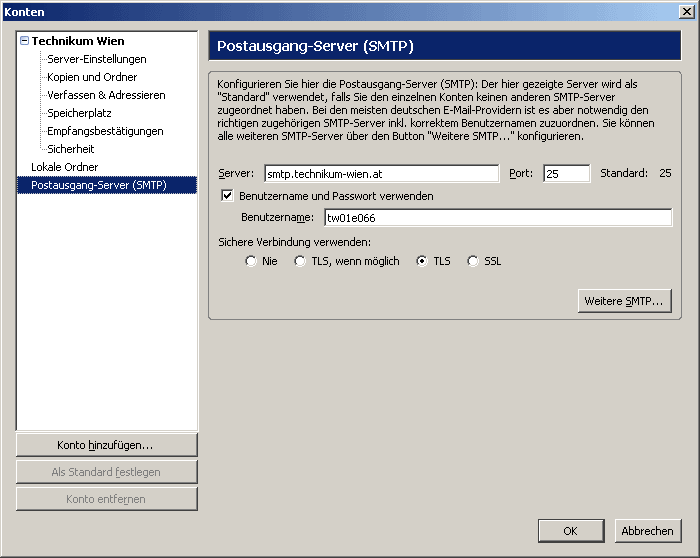 Konten
Technikum Wien
Server-Einstellungen
Kopien und Ordner
Verfassen & Adressieren
Speicherplatz
Empfangsbestätigungen
Sicherheit
Lokale Ordner
Postausgang-Server (SMTP)
Konto hinzufügen...
Als Standard festlegen
Konto entfernen
Postausgang-Server (SMTP)
Konfigurieren Sie hier die Postausgang-Server (SMTP): Der hier gezeigte Server wird als
"Standard" verwendet, falls Sie den einzelnen Konten keinen anderen SMTP-Server
zugeordnet haben. Bei den meisten deutschen E-Mail-Providern ist es aber notwendig den
richtigen zugehörigen SMTP-Server inkl. korrektem Benutzernamen zuzuordnen. Sie können
alle weiteren SMTP-Server über den Button "Weitere SMTP..." konfigurieren.
Server: smtp.technikum-wien.at Port: 25 Standard: 25
Benutzername und Passwort verwenden
Benutzername: tw01e066
Sichere Verbindung verwenden:
Nie TLS, wenn möglich TLS SSL
Weitere SMTP...
OK Abbrechen